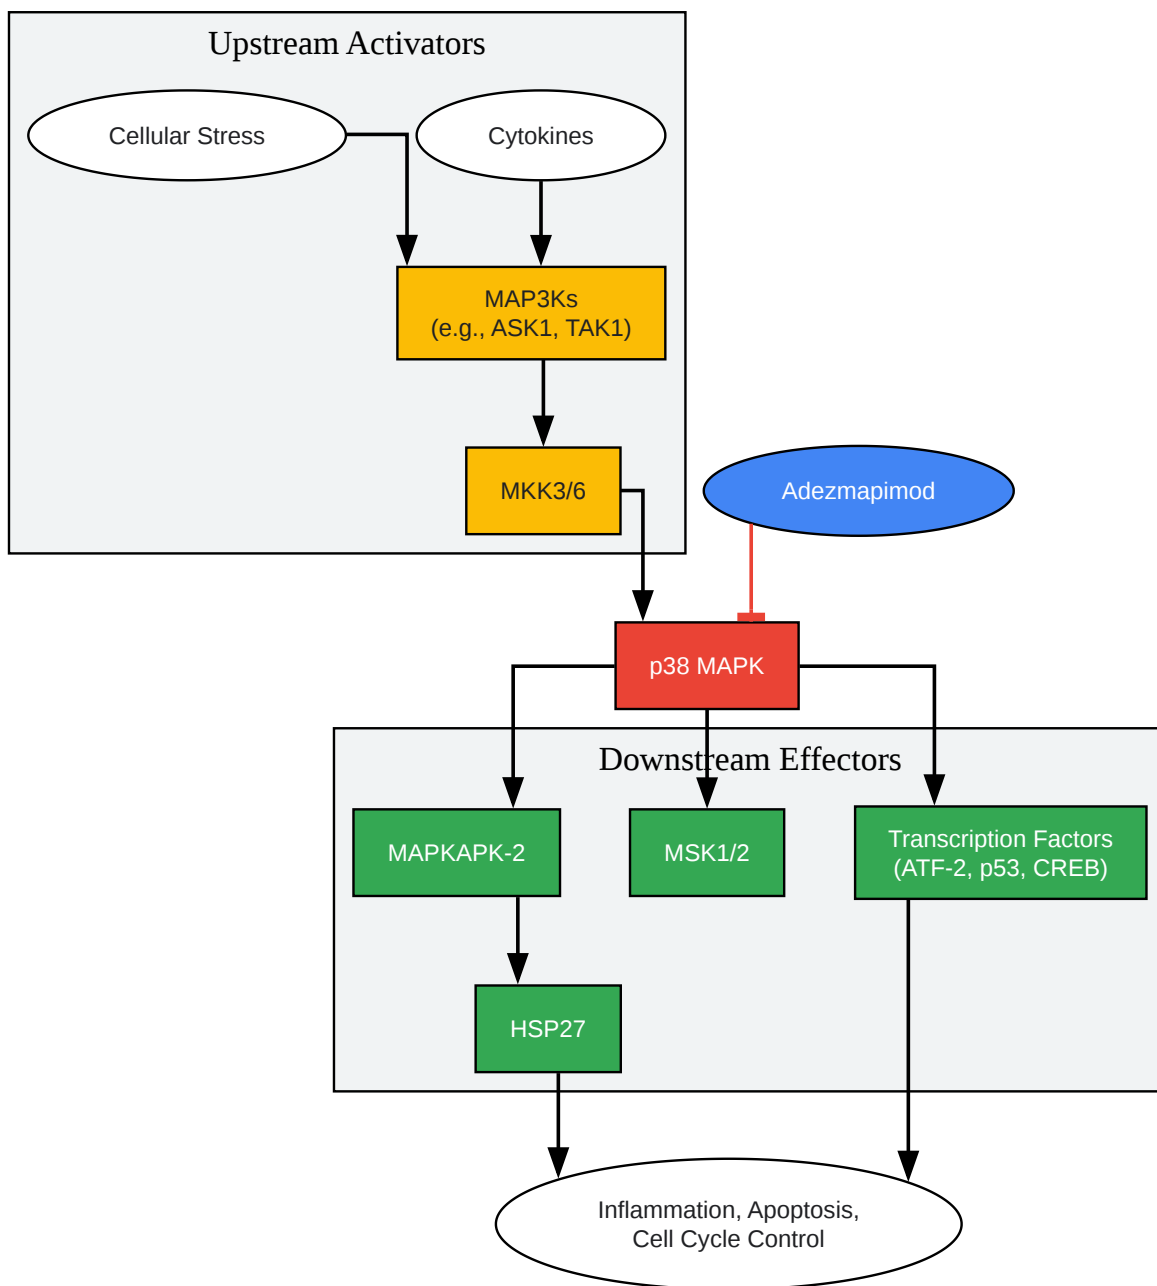 Upstream Activators
Cellular Stress
Cytokines
MAP3Ks
(e.g., ASK1, TAK1)
MKK3/6
Adezmapimod
p38 MAPK
Downstream Effectors
MAPKAPK-2
MSK1/2
Transcription Factors
(ATF-2, p53, CREB)
HSP27
Inflammation, Apoptosis,
Cell Cycle Control